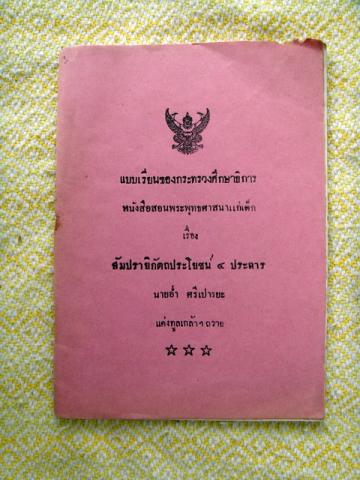 แบบเรียนของกระทรวงศึกษาธิการ
หนังสือสอนพระพุทธศาสนาแก่เด็ก
เรื่อง
สัมปรายิกัตถประโยชน์ ๔ ประการ
นายฮํ่า ศรีเปารยะ
แต่งทูลเกล้า ฯ ถวาย